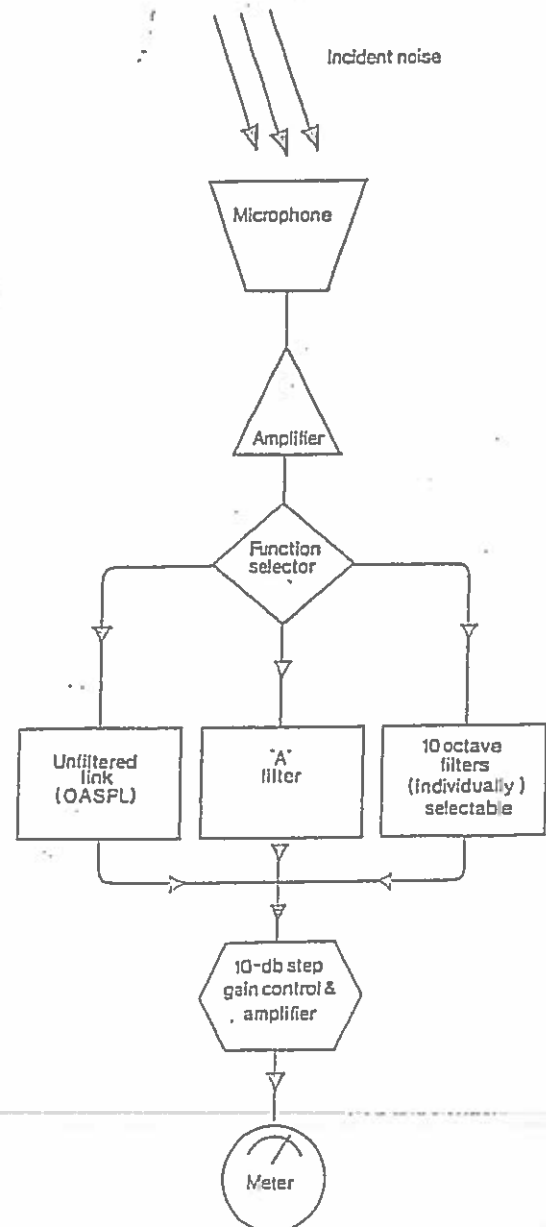 Incident noise
Microphone
Amplifier
Function
selector
Unfiltered
link
(OASPL)
"A"
filter
10 octave
filters
(individually)
selectable
10-db step
gain control &
amplifier
Meter